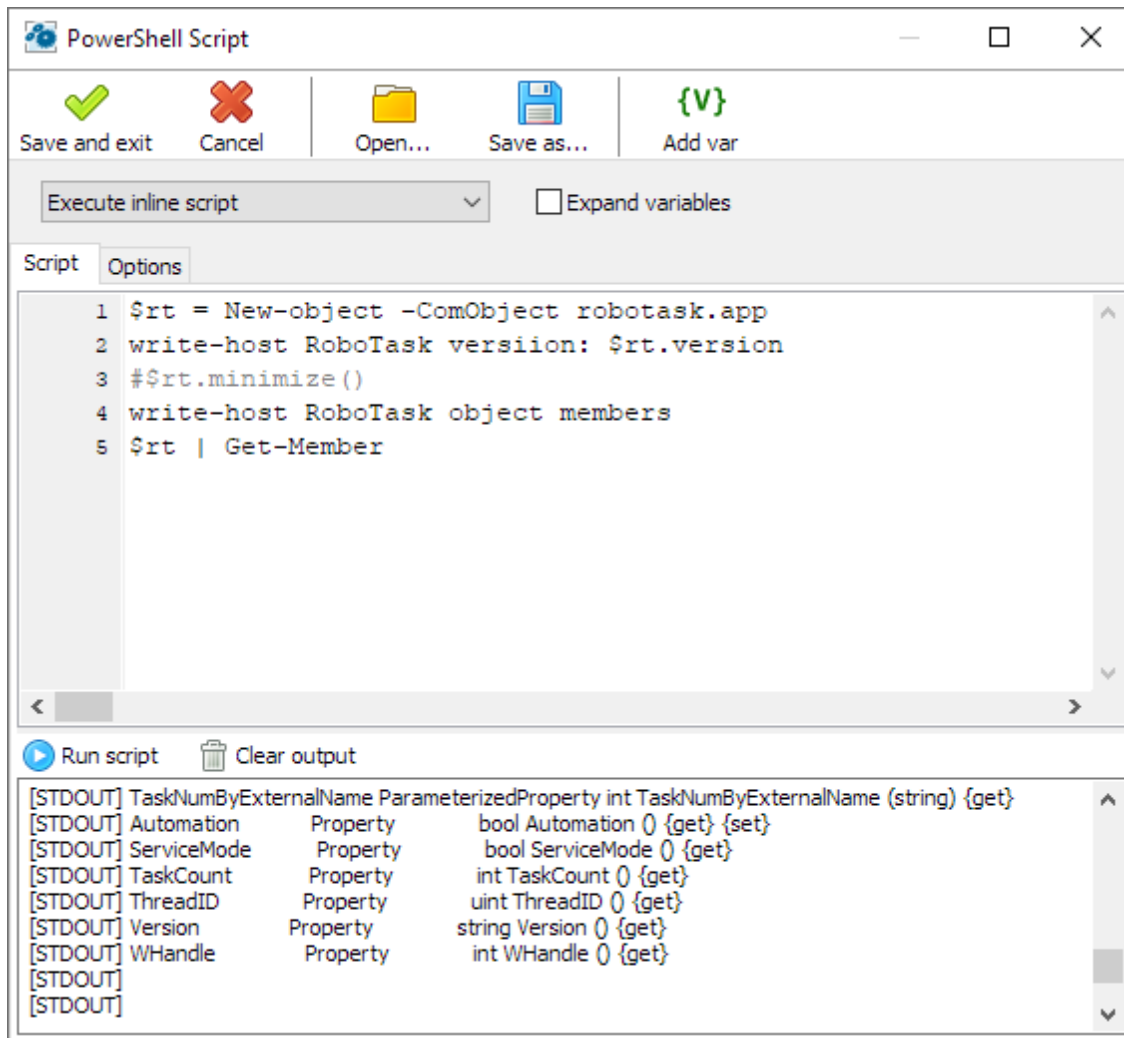 PowerShell Script
Save and exit Cancel Open... Save as... {V} Add var
Execute inline script Expand variables
Script Options
1 $rt = New-object -ComObject robotask.app
2 write-host RoboTask versiion: $rt.version
3 #$rt.minimize()
4 write-host RoboTask object members
5 $rt | Get-Member
Run script Clear output
[STDOUT] TaskNumByExternalName ParameterizedProperty int TaskNumByExternalName (string) {get}
[STDOUT] Automation Property bool Automation () {get} {set}
[STDOUT] ServiceMode Property bool ServiceMode () {get}
[STDOUT] TaskCount Property int TaskCount () {get}
[STDOUT] ThreadID Property uint ThreadID () {get}
[STDOUT] Version Property string Version () {get}
[STDOUT] WHandle Property int WHandle () {get}
[STDOUT]
[STDOUT]